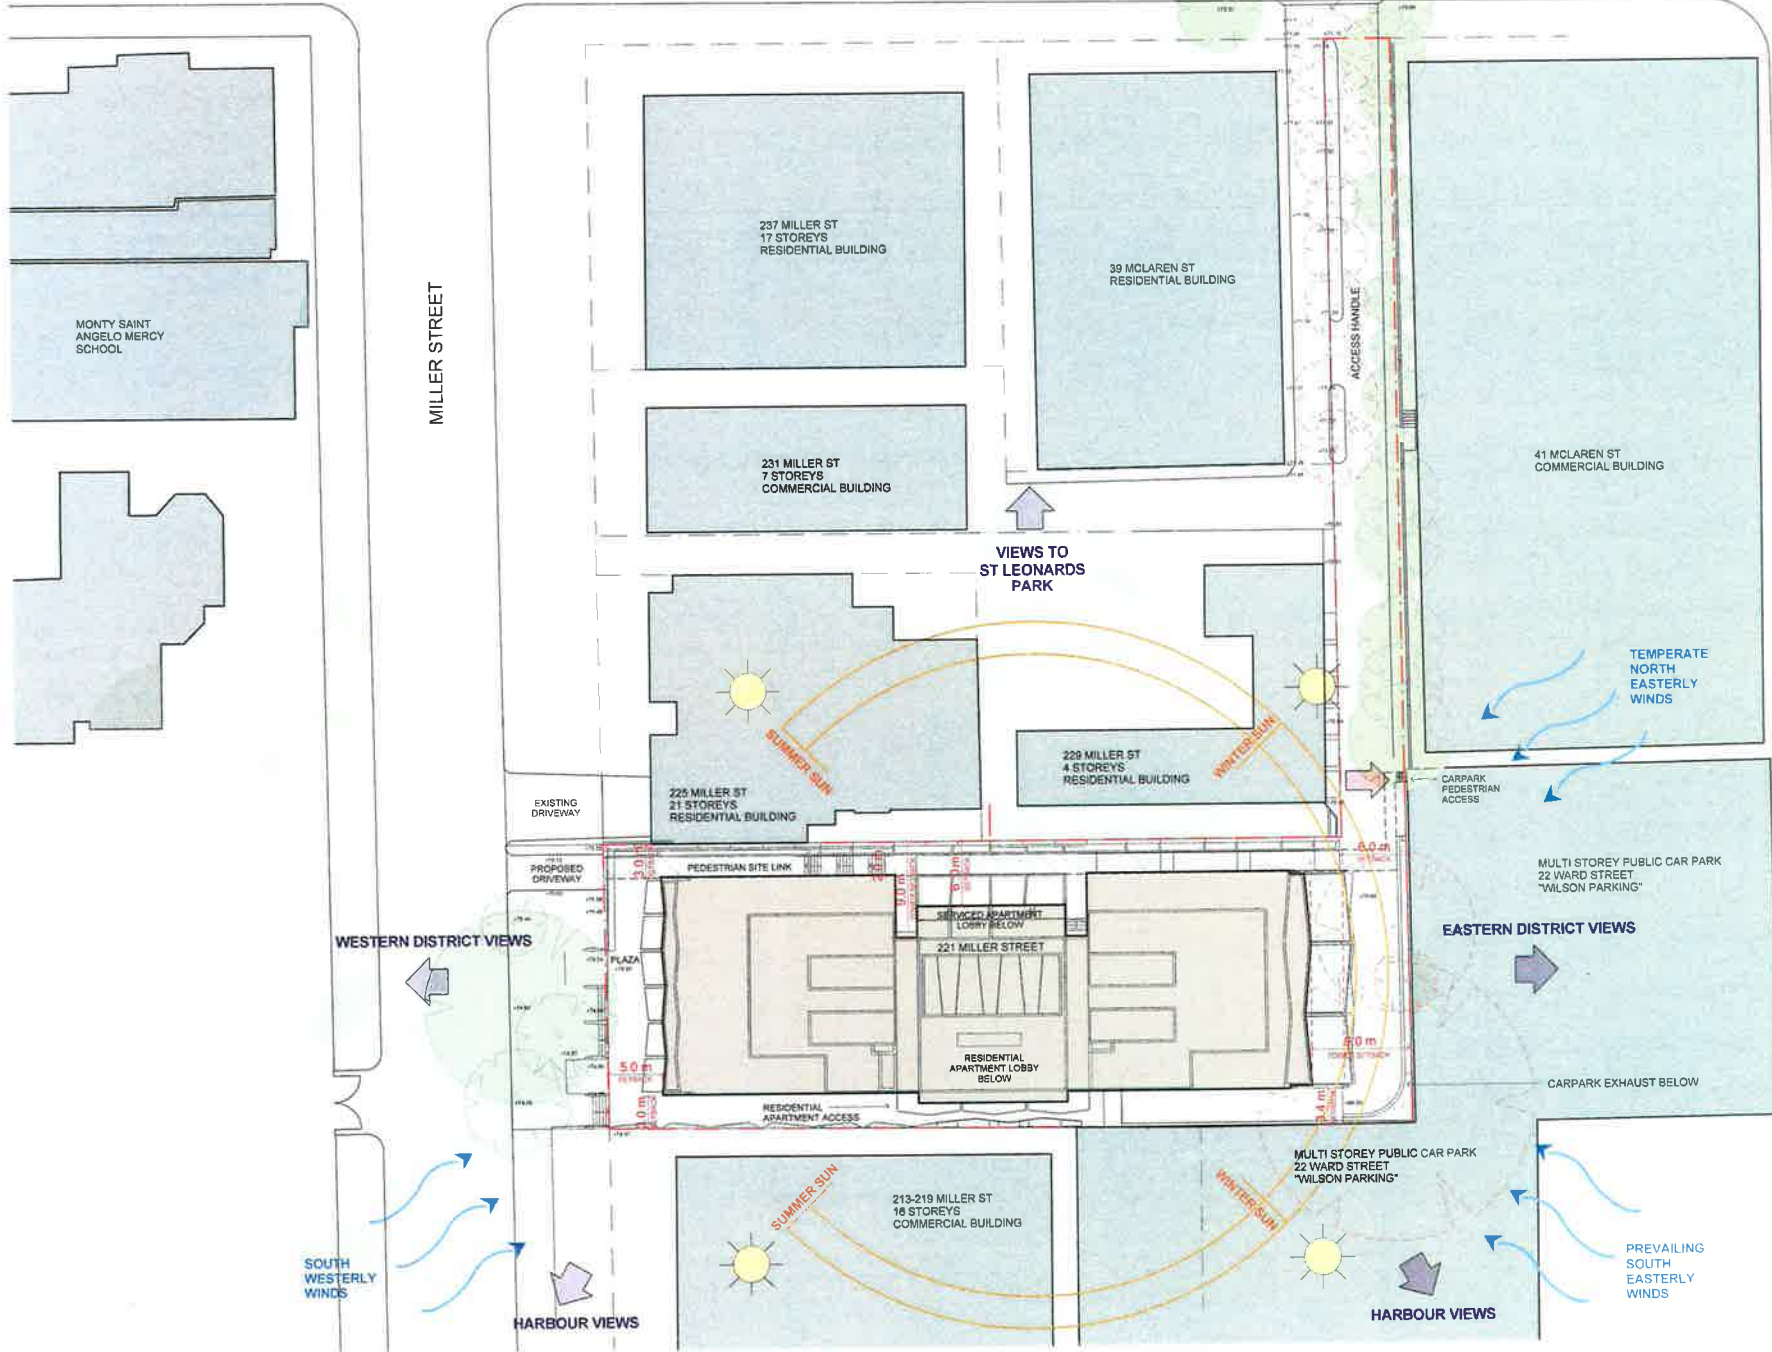 237 MILLER ST
17 STOREYS
RESIDENTIAL BUILDING
39 MCLAREN ST
RESIDENTIAL BUILDING
MONTY SAINT
ANGELO MERCY
SCHOOL
MILLER STREET
ACCESS HANDLE
231 MILLER ST
7 STOREYS
COMMERCIAL BUILDING
41 MCLAREN ST
COMMERCIAL BUILDING
VIEWS TO
ST LEONARDS
PARK
TEMPERATE
NORTH
EASTERLY
WINDS
SUMMER SUN
WINTER SUN
229 MILLER ST
4 STOREYS
RESIDENTIAL BUILDING
225 MILLER ST
21 STOREYS
RESIDENTIAL BUILDING
CARPARK
PEDESTRIAN
ACCESS
EXISTING
DRIVEWAY
PROPOSED
DRIVEWAY
3.0 m
PEDESTRIAN SITE LINK
9.0 m
MULTI STOREY PUBLIC CAR PARK
22 WARD STREET
"WILSON PARKING"
SERVICED APARTMENT
LOBBY BELOW
221 MILLER STREET
WESTERN DISTRICT VIEWS
PLAZA
EASTERN DISTRICT VIEWS
5.0 m
SETBACK
RESIDENTIAL
APARTMENT LOBBY
BELOW
CARPARK EXHAUST BELOW
RESIDENTIAL
APARTMENT ACCESS
3.4 m
MULTI STOREY PUBLIC CAR PARK
22 WARD STREET
"WILSON PARKING"
SUMMER SUN
WINTER SUN
213-219 MILLER ST
16 STOREYS
COMMERCIAL BUILDING
SOUTH
WESTERLY
WINDS
PREVAILING
SOUTH
EASTERLY
WINDS
HARBOUR VIEWS
HARBOUR VIEWS